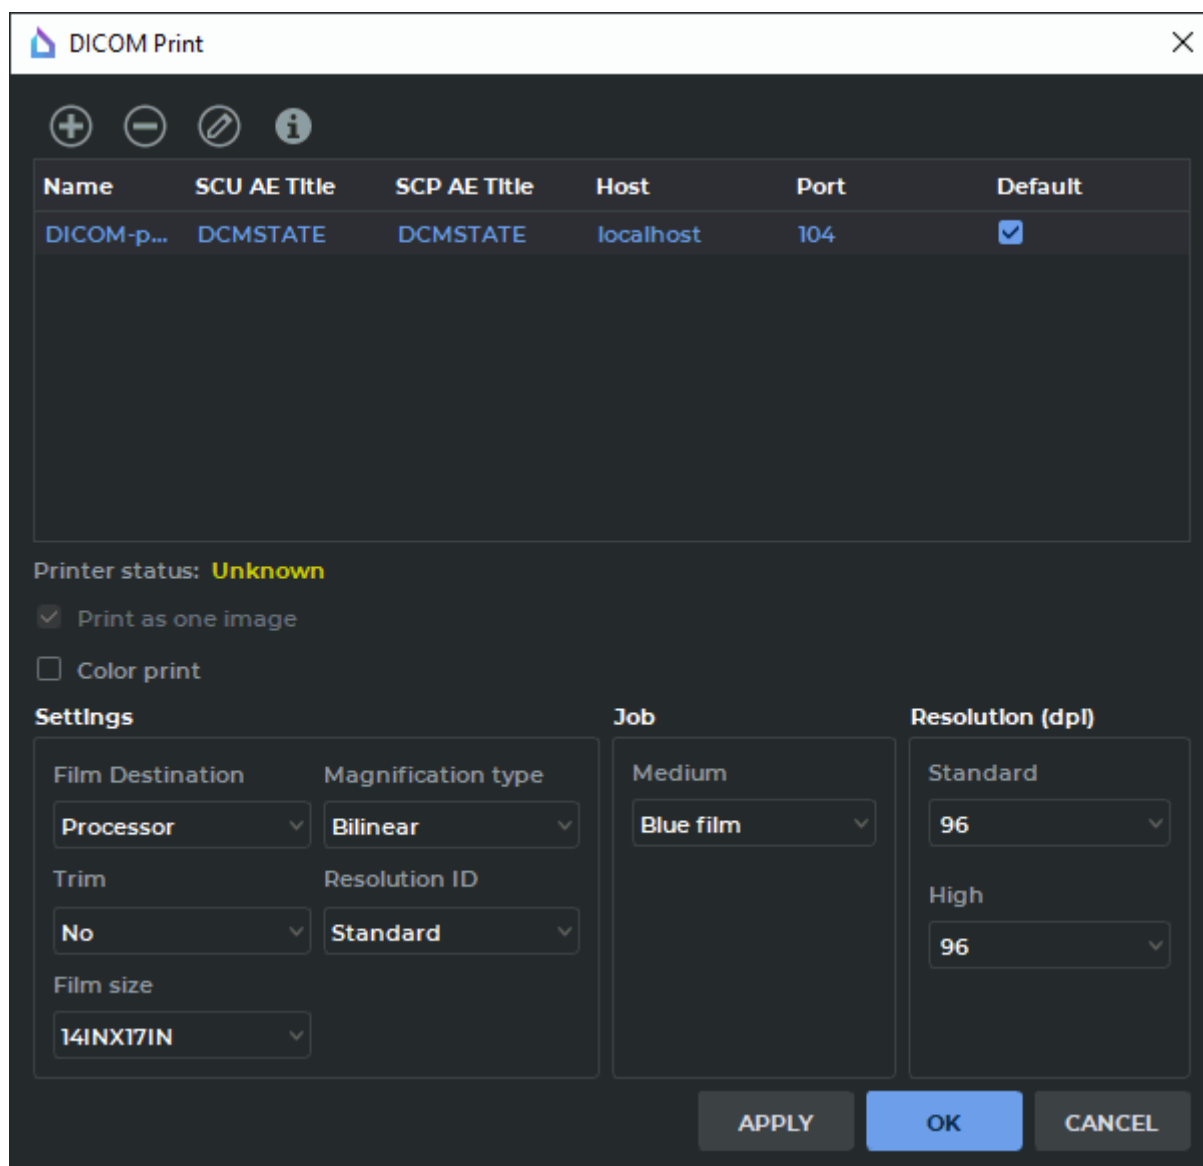 DICOM Print
Name SCU AE Title SCP AE Title Host Port Default
DICOM-p... DCMSTATE DCMSTATE localhost 104
Printer status: Unknown
Print as one image
Color print
Settings Job Resolution (dpi)
Film Destination Magnification type Medium Standard
Processor Bilinear Blue film 96
Trim Resolution ID High
No Standard 96
Film size
14INX17IN
APPLY OK CANCEL